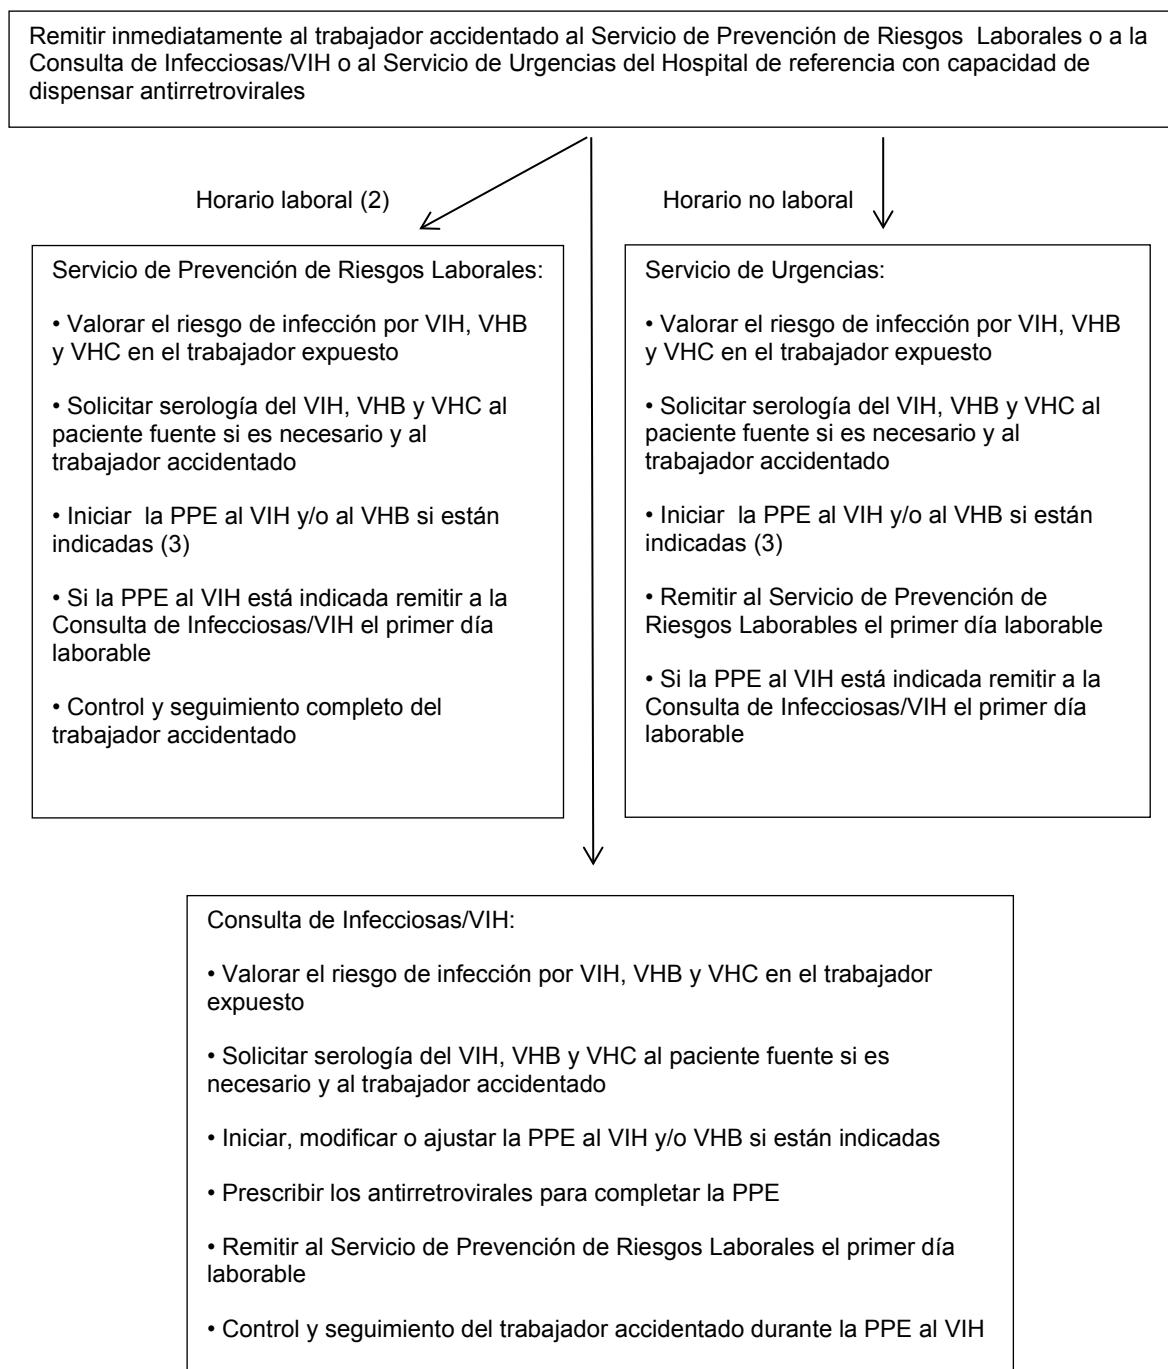 Remitir inmediatamente al trabajador accidentado al Servicio de Prevención de Riesgos Laborales o a la
Consulta de Infecciosas/VIH o al Servicio de Urgencias del Hospital de referencia con capacidad de
dispensar antirretrovirales
Horario laboral (2)
Horario no laboral
Servicio de Prevención de Riesgos Laborales:
• Valorar el riesgo de infección por VIH, VHB
y VHC en el trabajador expuesto
• Solicitar serología del VIH, VHB y VHC al
paciente fuente si es necesario y al
trabajador accidentado
• Iniciar la PPE al VIH y/o al VHB si están
indicadas (3)
• Si la PPE al VIH está indicada remitir a la
Consulta de Infecciosas/VIH el primer día
laborable
• Control y seguimiento completo del
trabajador accidentado
Servicio de Urgencias:
• Valorar el riesgo de infección por VIH, VHB
y VHC en el trabajador expuesto
• Solicitar serología del VIH, VHB y VHC al
paciente fuente si es necesario y al
trabajador accidentado
• Iniciar la PPE al VIH y/o al VHB si están
indicadas (3)
• Remitir al Servicio de Prevención de
Riesgos Laborables el primer día laborable
• Si la PPE al VIH está indicada remitir a la
Consulta de Infecciosas/VIH el primer día
laborable
Consulta de Infecciosas/VIH:
• Valorar el riesgo de infección por VIH, VHB y VHC en el trabajador
expuesto
• Solicitar serología del VIH, VHB y VHC al paciente fuente si es
necesario y al trabajador accidentado
• Iniciar, modificar o ajustar la PPE al VIH y/o VHB si están indicadas
• Prescribir los antirretrovirales para completar la PPE
• Remitir al Servicio de Prevención de Riesgos Laborales el primer día
laborable
• Control y seguimiento del trabajador accidentado durante la PPE al VIH